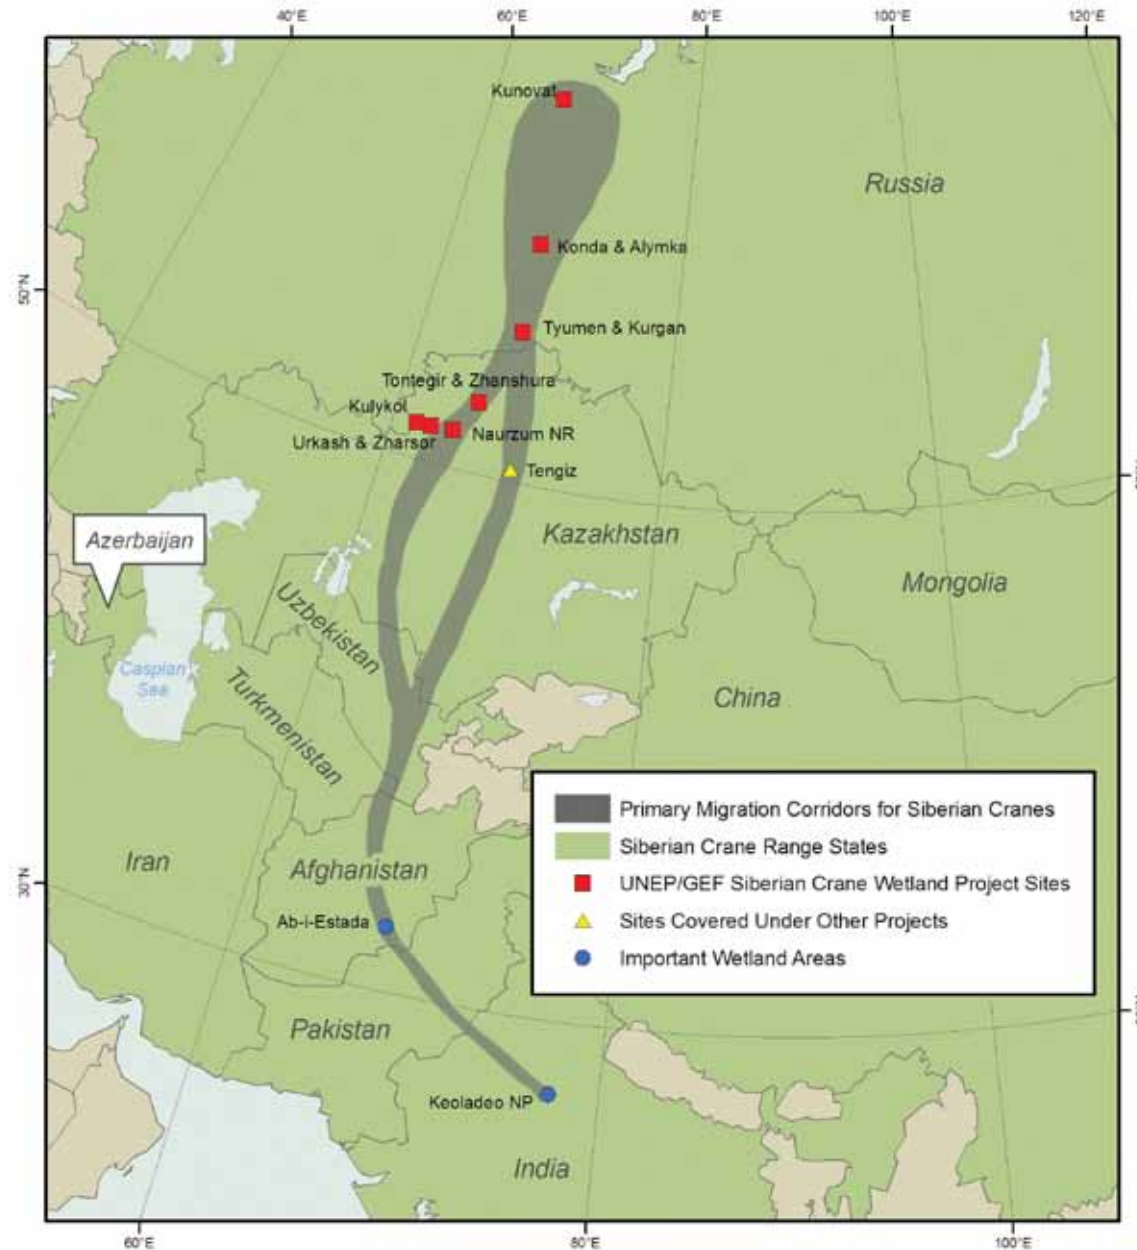 40°E
60°E
80°E
100°E
120°E
Kunovat
Russia
Konda & Alymka
50°N
Tyumen & Kurgan
Tontegir & Zhanshura
Kulykol
Urkash & Zharsor
Naurzum NR
Tengiz
Azerbaijan
Kazakhstan
Mongolia
Uzbekistan
Caspian
Sea
Turkmenistan
China
Primary Migration Corridors for Siberian Cranes
Siberian Crane Range States
UNEP/GEF Siberian Crane Wetland Project Sites
Sites Covered Under Other Projects
Important Wetland Areas
Iran
Afghanistan
30°N
Ab-i-Estada
Pakistan
Keoladeo NP
India
60°E
80°E
100°E